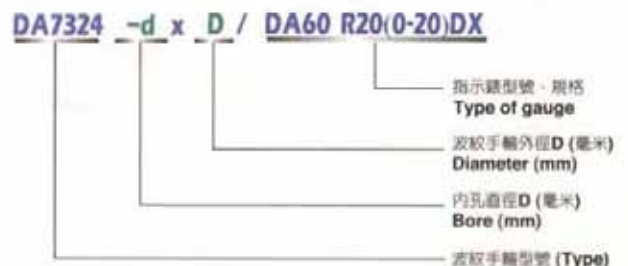 DA7324 -d x D / DA60 R20(0-20)DX
指示錶型號、規格
Type of gauge
波紋手輪外徑D (毫米)
Diameter (mm)
内孔直徑D (毫米)
Bore (mm)
波紋手輪型號 (Type)